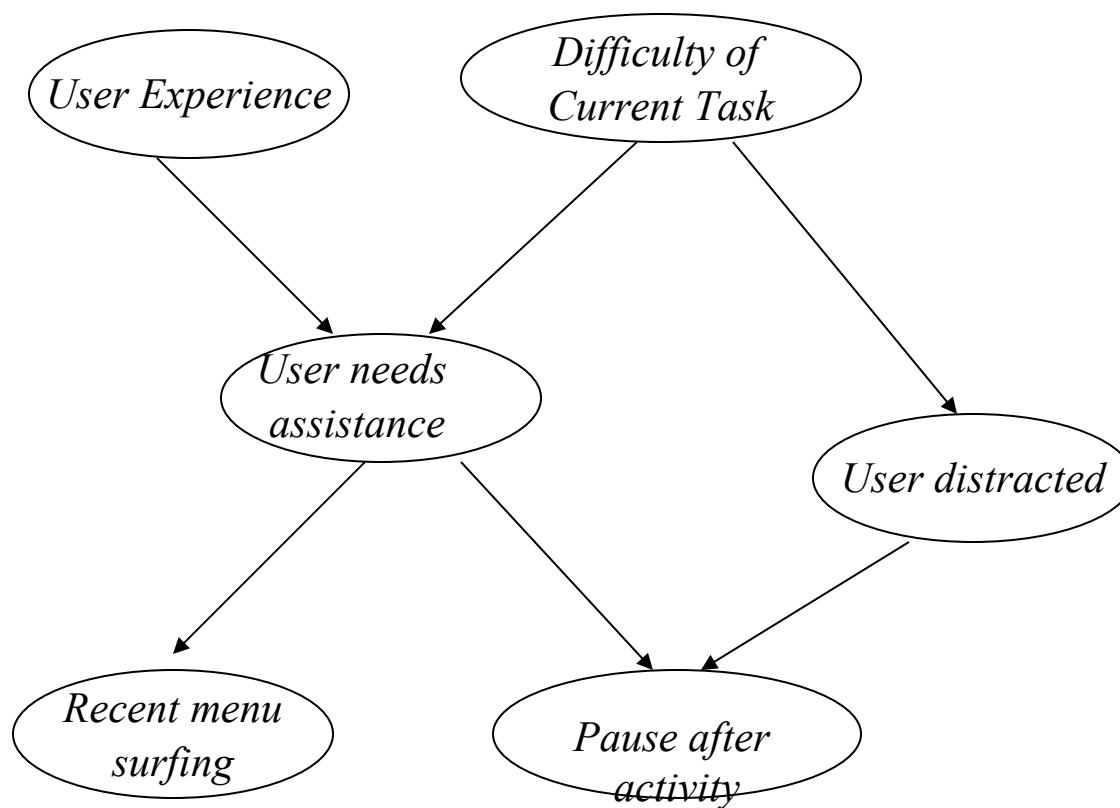 User Experience
Difficulty of
Current Task
User needs
assistance
User distracted
Recent menu
surfing
Pause after
activity